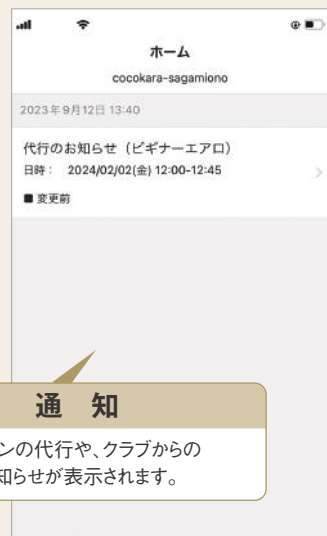 ホーム
cocokara-sagamiono
2023年9月12日 13:40
代行のお知らせ（ビギナーエアロ）
日時： 2024/02/02(金) 12:00-12:45
■ 変更前
通 知
ンの代行や、クラブからの
知らせが表示されます。